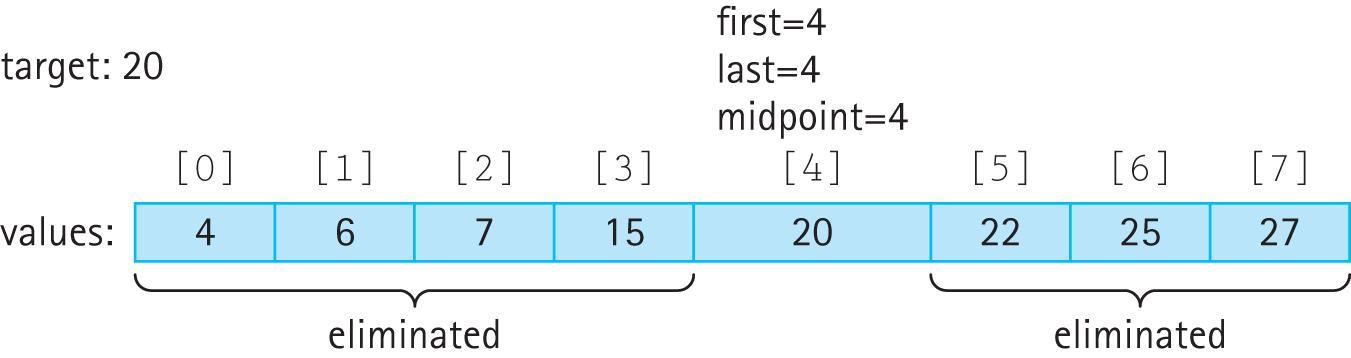 first=4
target: 20
last=4
midpoint=4
[0] [1] [2] [3] [4] [5] [6] [7]
values: 4 6 7 15 20 22 25 27
eliminated eliminated